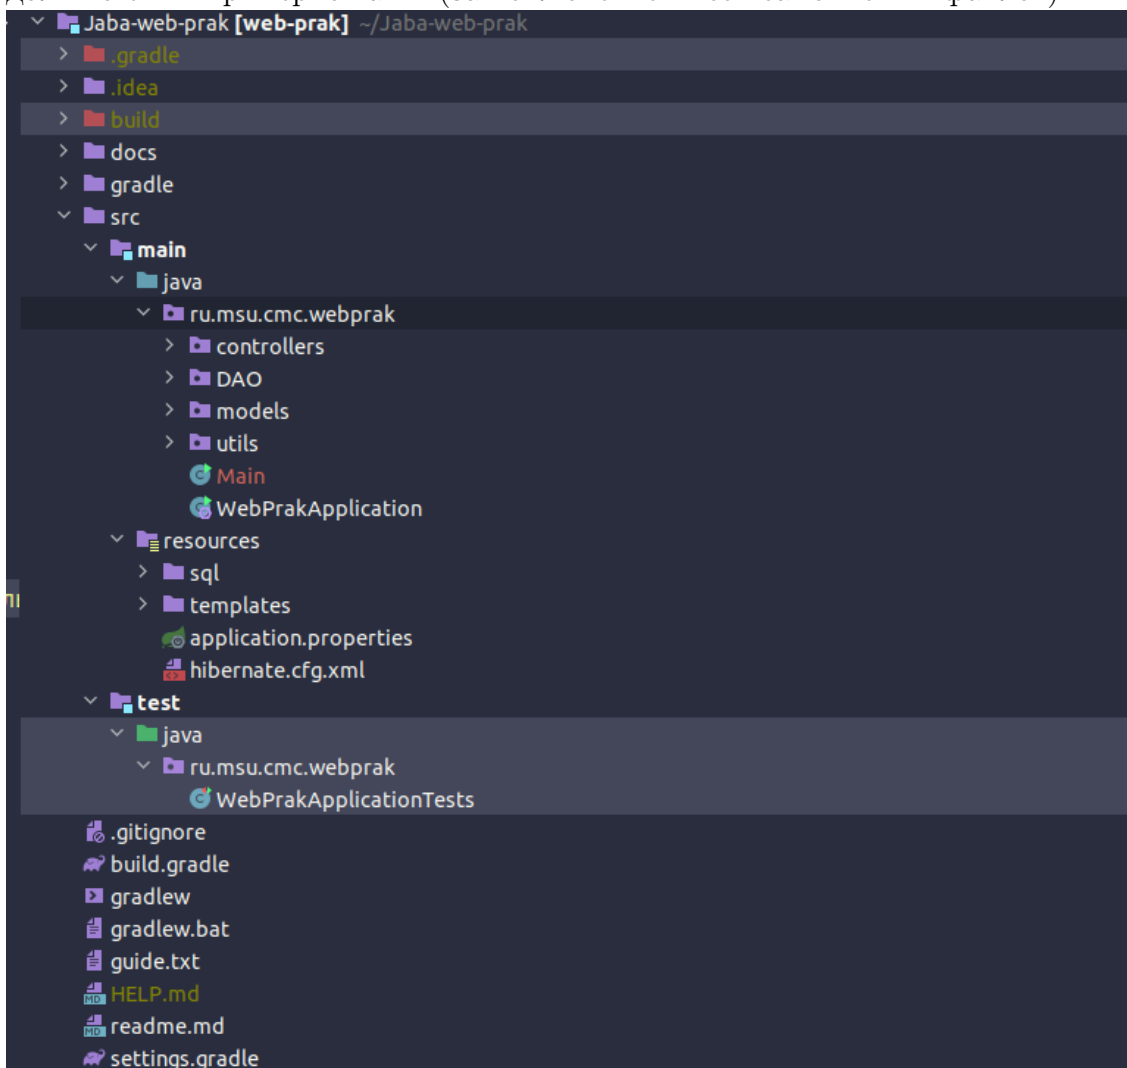 Jaba-web-prak [web-prak] ~/Jaba-web-prak
.gradle
.idea
build
docs
gradle
src
main
java
ru.msu.cmc.webprak
controllers
DAO
models
utils
Main
WebPrakApplication
resources
sql
templates
application.properties
hibernate.cfg.xml
test
java
ru.msu.cmc.webprak
WebPrakApplicationTests
.gitignore
build.gradle
gradlew
gradlew.bat
guide.txt
HELP.md
readme.md
settings.gradle